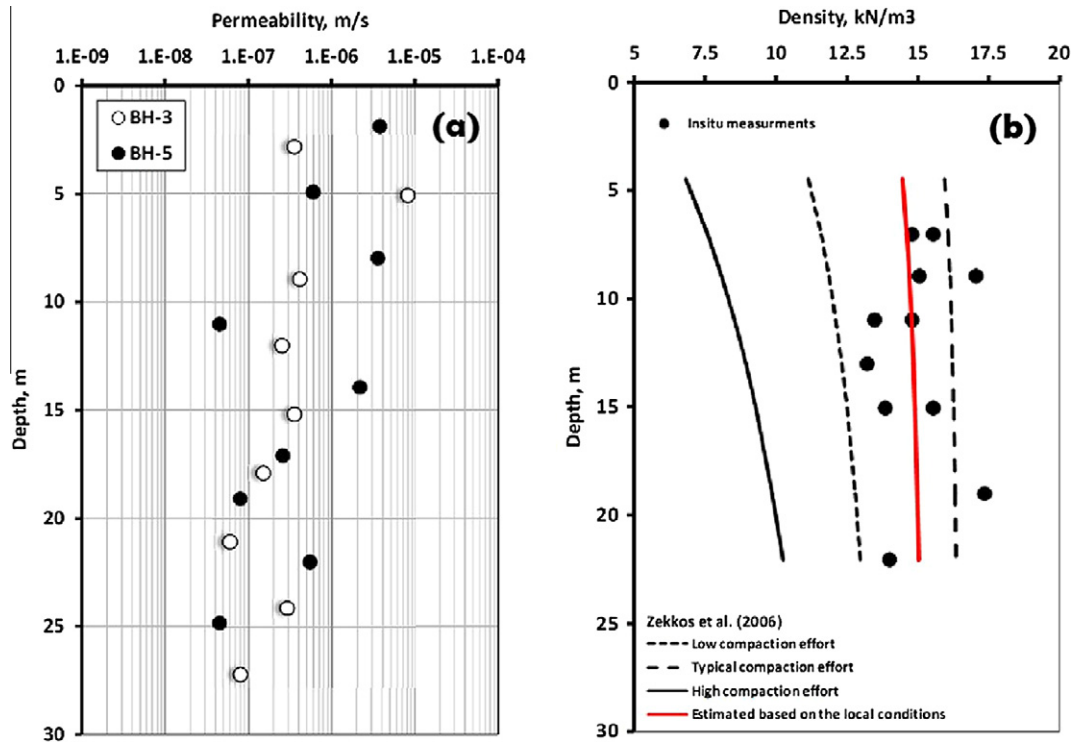 Permeability, m/s
1.E-09 1.E-08 1.E-07 1.E-06 1.E-05 1.E-04
0
5
10
15
20
25
30
Depth, m
BH-3
BH-5
(a)
Density, kN/m3
5 7.5 10 12.5 15 17.5 20
0
5
10
15
20
25
30
Depth, m
Insitu measurments
(b)
Zekkos et al. (2006)
Low compaction effort
Typical compaction effort
High compaction effort
Estimated based on the local conditions